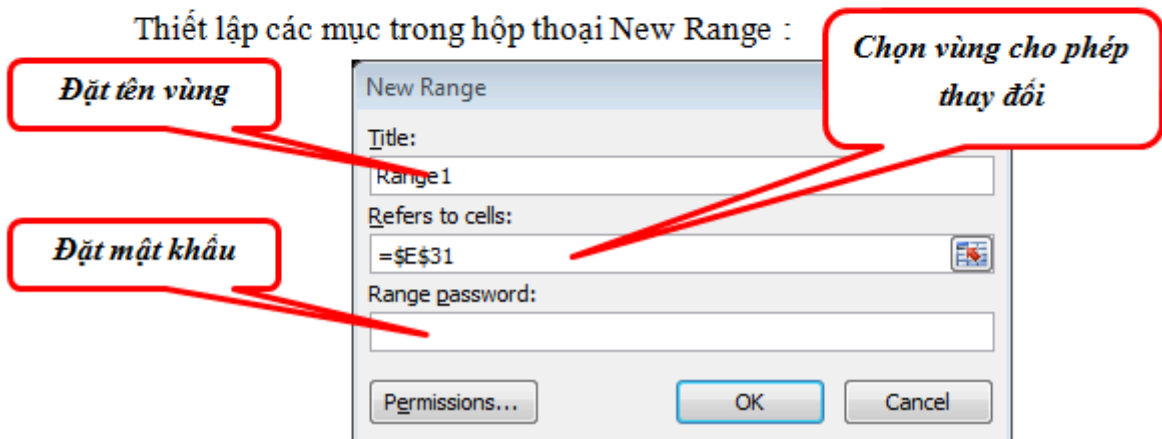 Thiết lập các mục trong hộp thoại New Range :
Chọn vùng cho phép
thay đổi
Đặt tên vùng
New Range
Title:
Range1
Refers to cells:
=$E$31
Đặt mật khẩu
Range password:
Permissions...
OK
Cancel